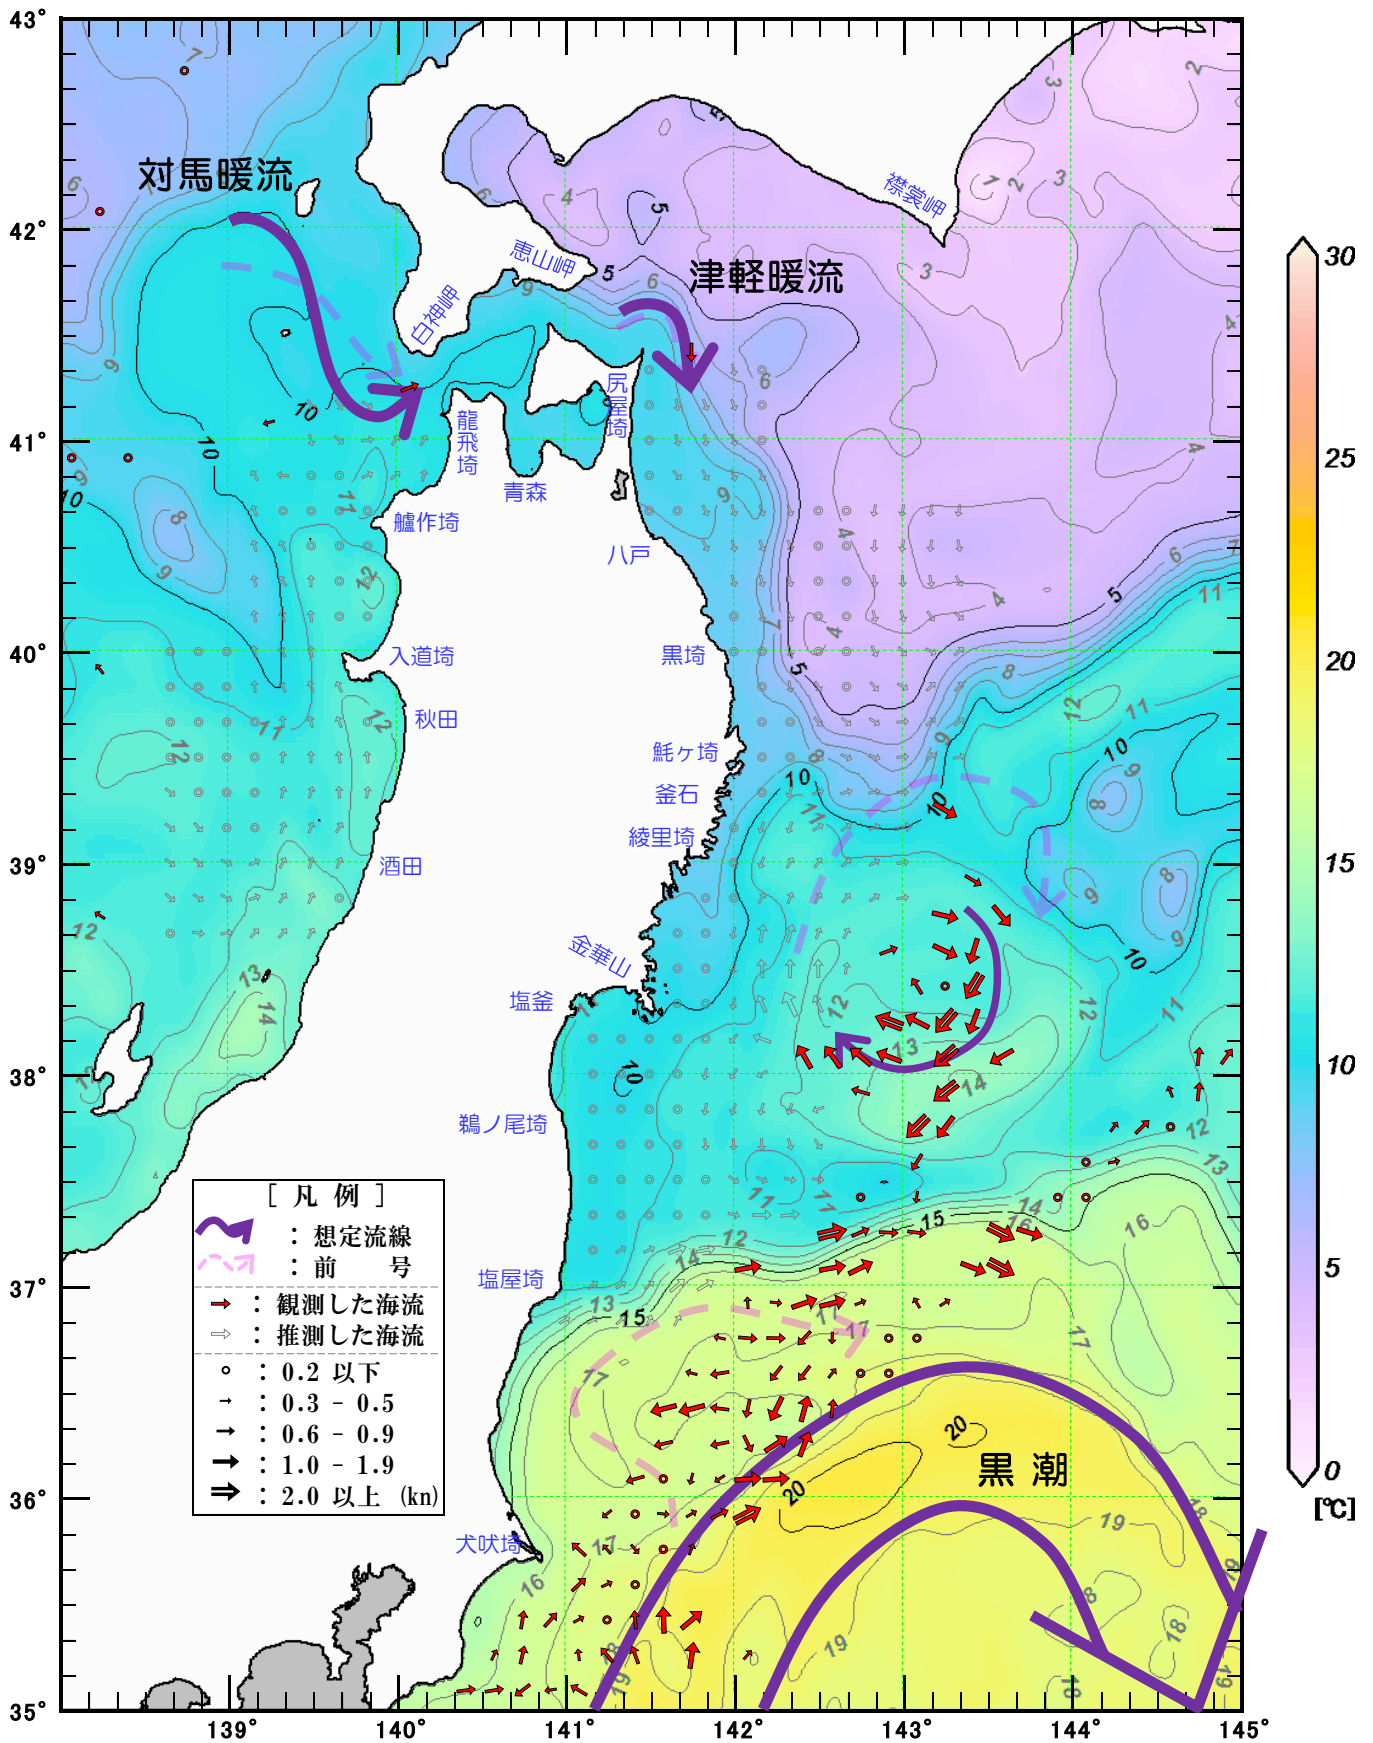 43°
42°
41°
40°
39°
38°
37°
36°
35°
139°
140°
141°
142°
143°
144°
145°
対馬暖流
津軽暖流
黒潮
襟裳岬
恵山岬
白神岬
尻屋埼
龍飛埼
青森
艫作埼
八戸
入道埼
黒埼
秋田
魹ヶ埼
釜石
綾里埼
酒田
金華山
塩釜
鵜ノ尾埼
塩屋埼
犬吠埼
[ 凡 例 ]
: 想定流線
: 前 号
: 観測した海流
: 推測した海流
: 0.2 以下
: 0.3 - 0.5
: 0.6 - 0.9
: 1.0 - 1.9
: 2.0 以上 (kn)
30
25
20
15
10
5
0
[℃]